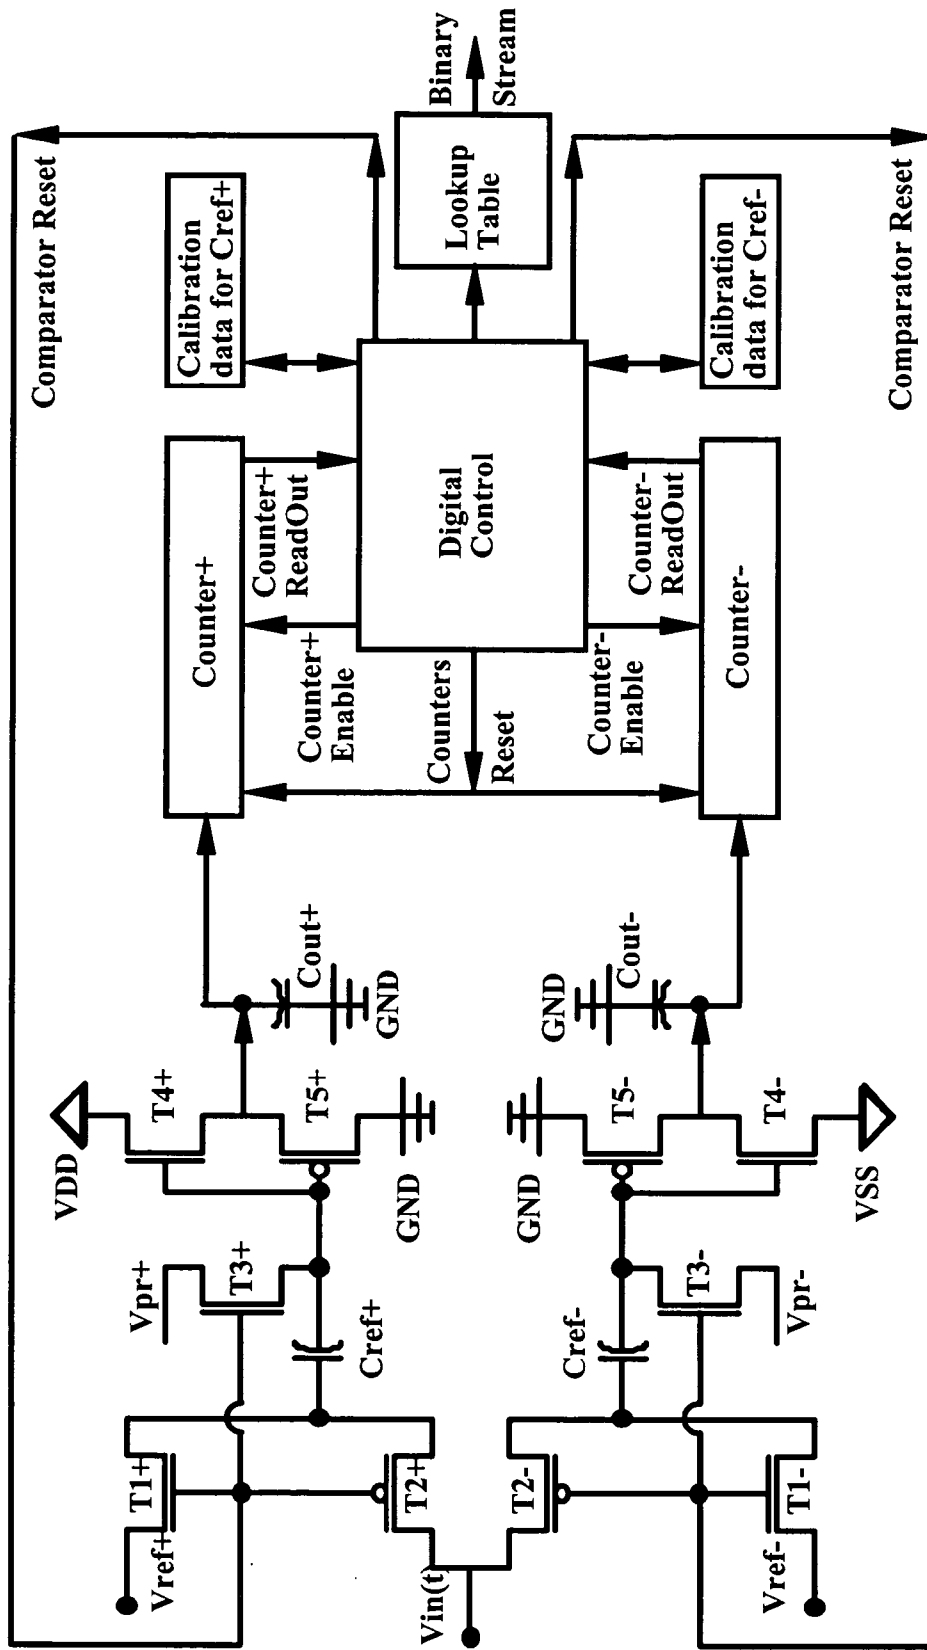 Comparator Reset
Binary
Stream
Calibration
data for Cref+
Lookup
Table
Calibration
data for Cref-
Comparator Reset
Counter+
Counter+
ReadOut
Counter+
Enable
Digital
Control
Counters
Reset
Counter-
ReadOut
Counter-
Enable
Counter-
Cout+
GND
GND
Cout-
VDD
T4+
T5+
GND
GND
T5-
T4-
VSS
Vpr+
T3+
Cref+
Cref-
T3-
Vpr-
T1+
Vref+
T2+
Vin(t)
T2-
T1-
Vref-